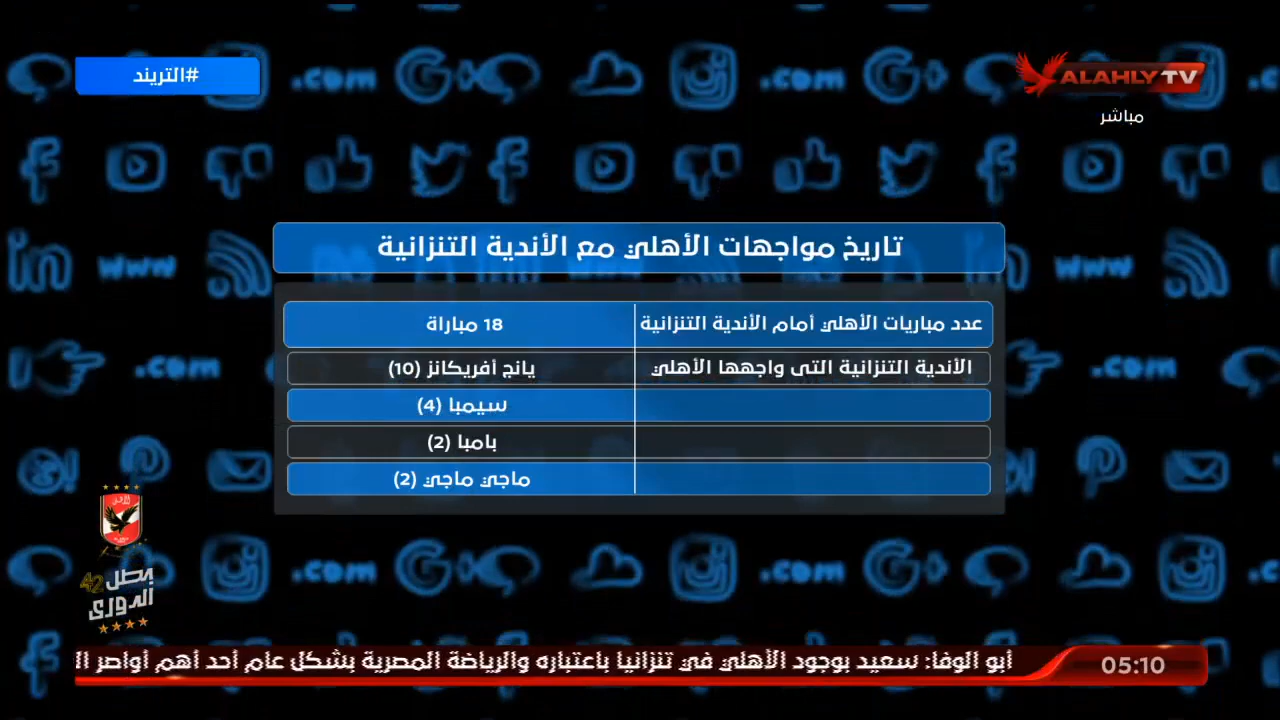 #التريند
ALAHLY TV
مباشر
تاريخ مواجهات الأهلي مع الأندية التنزانية
عدد مباريات الأهلي أمام الأندية التنزانية
18 مباراة
الأندية التنزانية التى واجهها الأهلي
يانج أفريكانز (10)
سيمبا (4)
بامبا (2)
ماجي ماجي (2)
بطل الدورى 42
أبو الوفا: سعيد بوجود الأهلي في تنزانيا باعتباره والرياضة المصرية بشكل عام أحد أهم أواصر ال
05:10